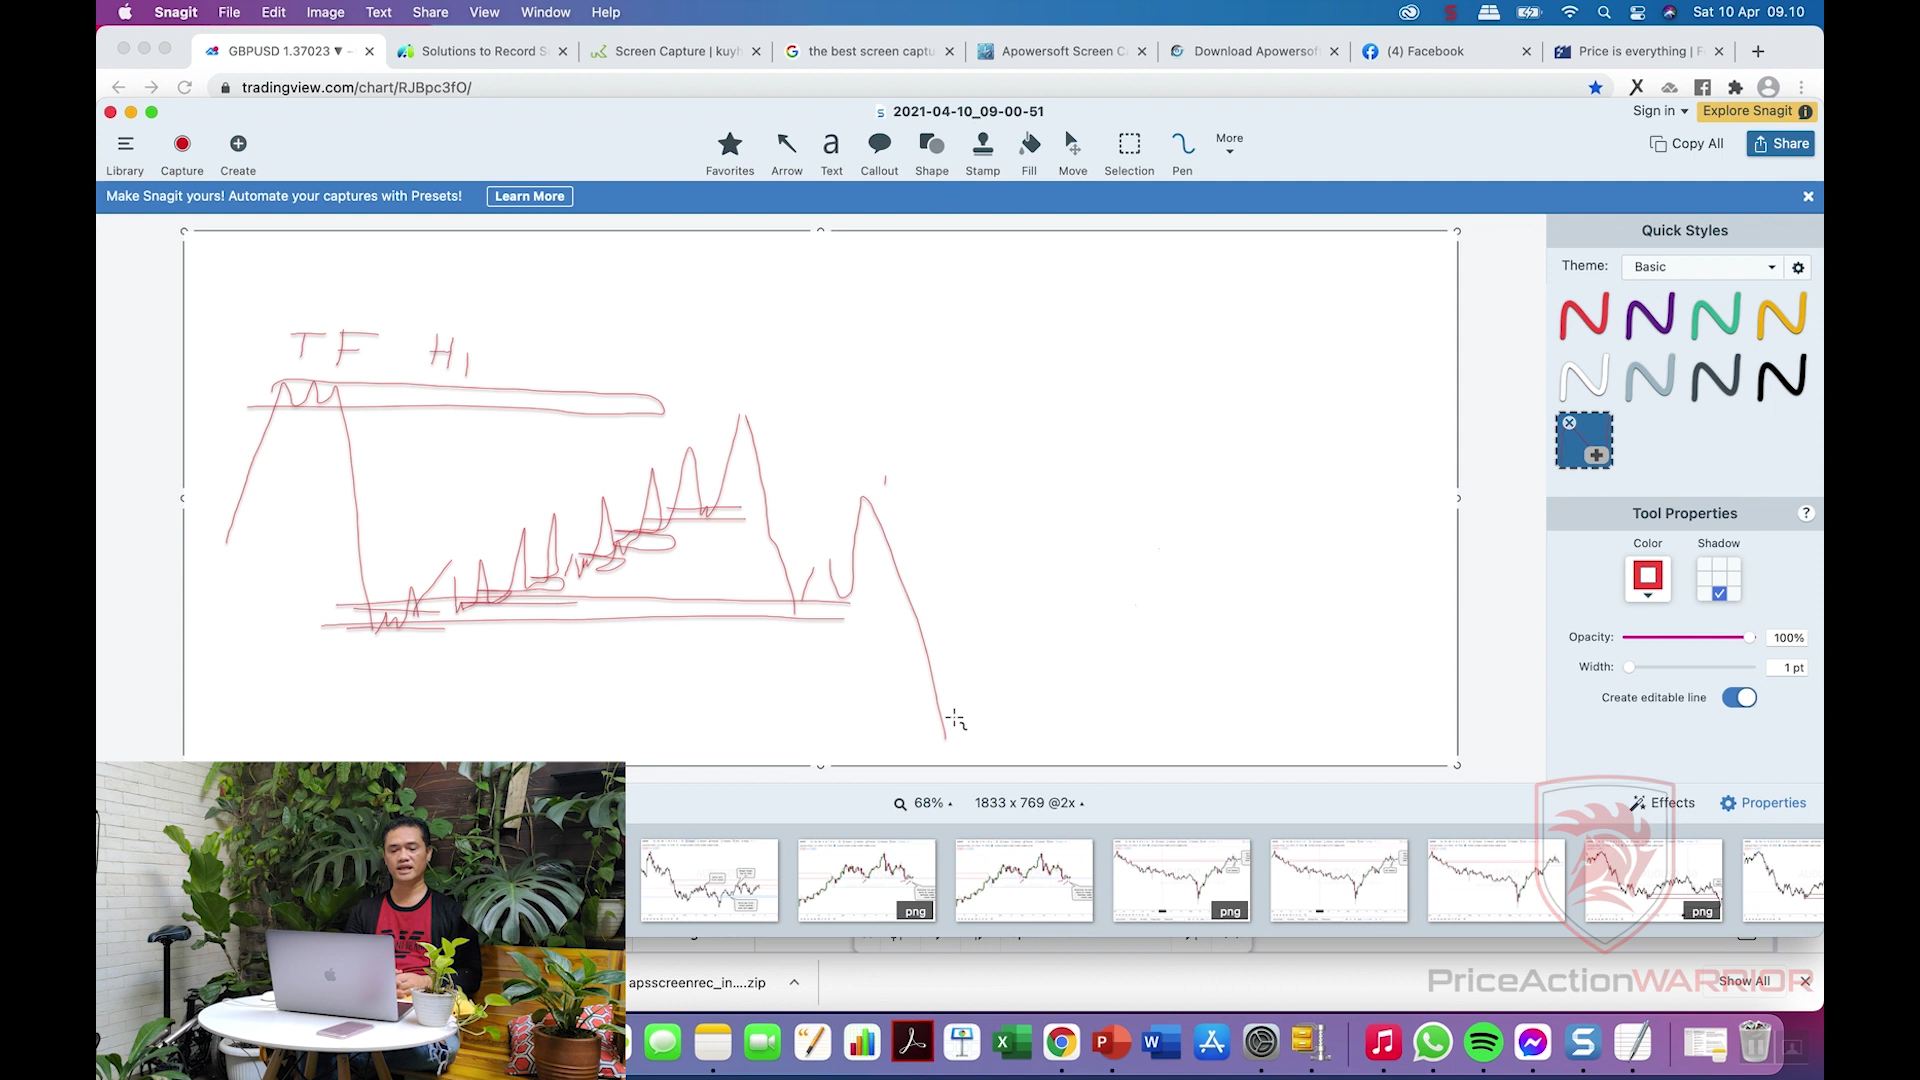 Snagit File Edit Image Text Share View Window Help Sat 10 Apr 09.10
GBPUSD 1.37023 ▼ Solutions to Record S Screen Capture | kuyh the best screen captu Apowersoft Screen C Download Apowersof (4) Facebook Price is everything | F
tradingview.com/chart/RJBpc3fO/
2021-04-10_09-00-51 Sign in Explore Snagit
Library Capture Create Favorites Arrow Text Callout Shape Stamp Fill Move Selection Pen More Copy All Share
Make Snagit yours! Automate your captures with Presets! Learn More
Quick Styles
Theme: Basic
TF H1
Tool Properties ?
Color Shadow
Opacity: 100%
Width: 1 pt
Create editable line
68% 1833 x 769 @2x Effects Properties
png png png
apsscreenrec_in....zip Show All
PriceActionWARRIOR